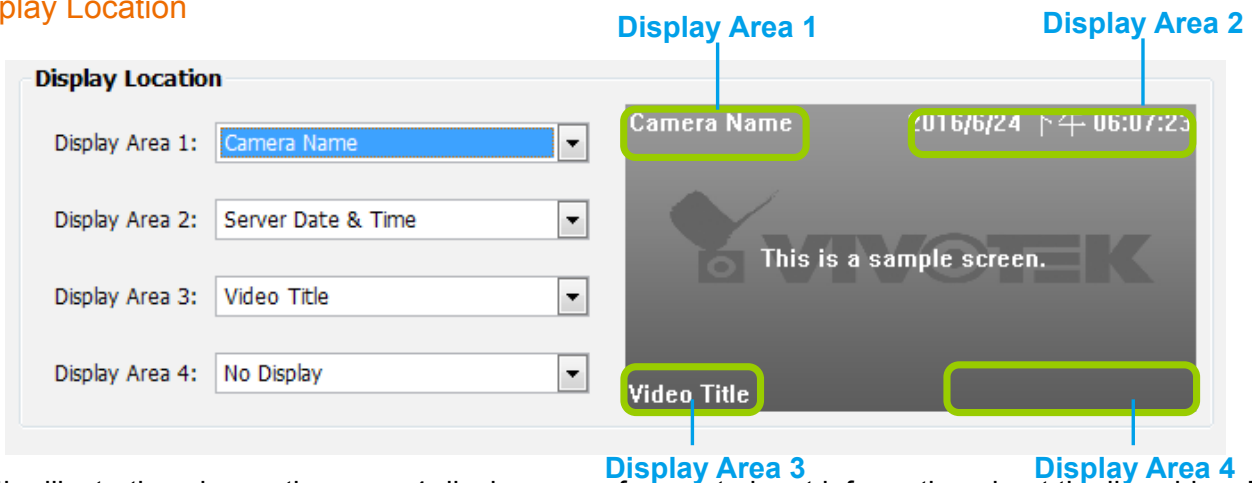 play Location
Display Area 1
Display Area 2
Display Location
Display Area 1: Camera Name
Display Area 2: Server Date & Time
Display Area 3: Video Title
Display Area 4: No Display
Camera Name
2016/6/24 下午 06:07:23
VIVOTEK
This is a sample screen.
Video Title
Display Area 3
Display Area 4